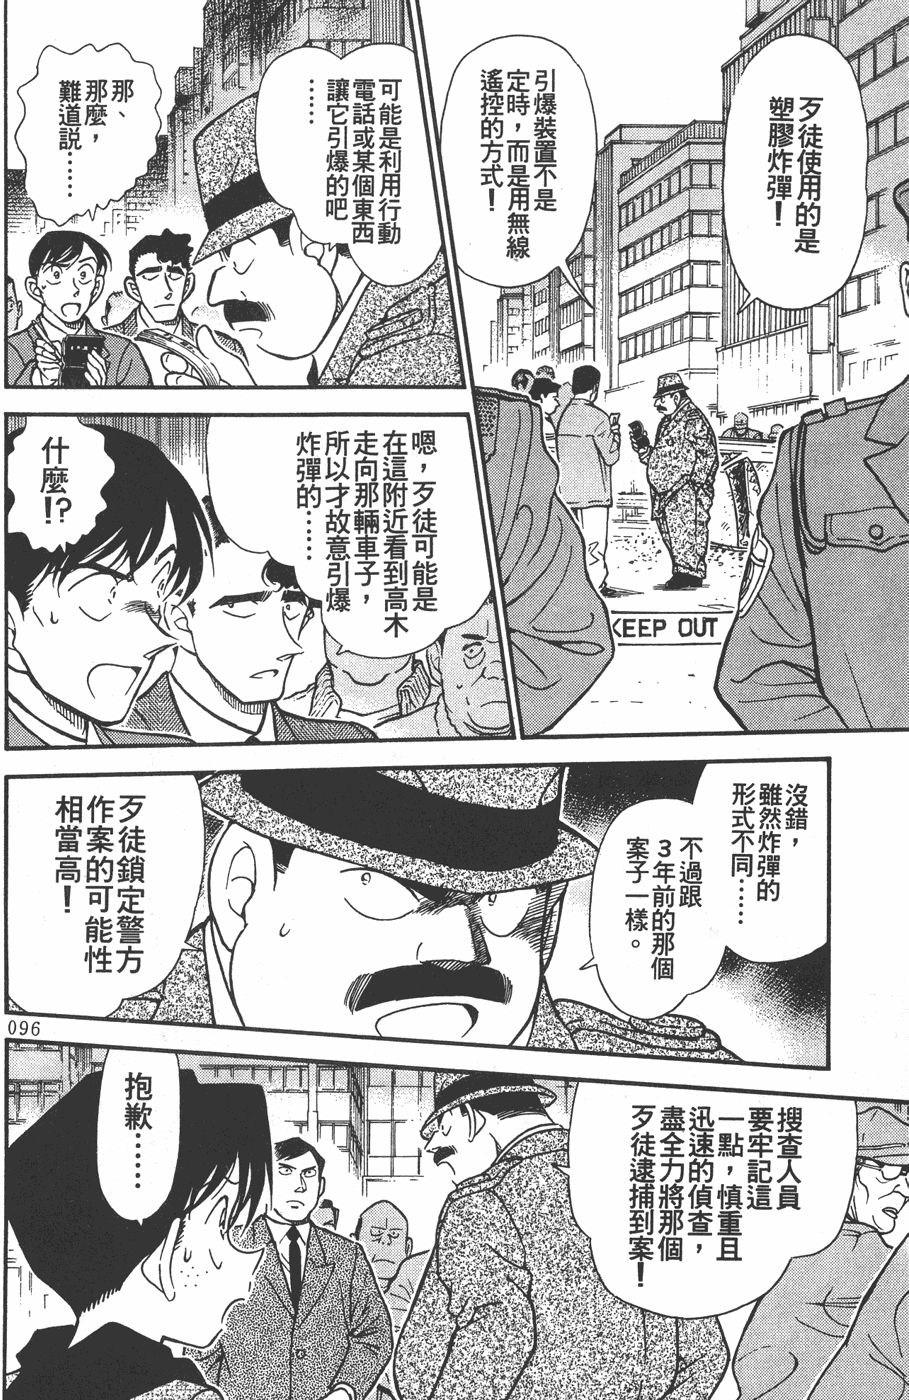 歹徒使用的是
塑膠炸彈！
引爆裝置不是
定時，而是用無線
遙控的方式！
可能是利用行動
電話或某個東西
讓它引爆的吧
……
那、
那麼，
難道説……
KEEP OUT
嗯，歹徒可能是
在這附近看到高木
走向那輛車子，
所以才故意引爆
炸彈的……
什麼!?
沒錯，
雖然炸彈的
形式不同……
不過跟
3年前的那個
案子一樣。
歹徒鎖定警方
作案的可能性
相當高！
096
搜查人員
要牢記這
一點，慎重且
迅速的偵查，
盡全力將那個
歹徒逮捕到案！
抱歉……